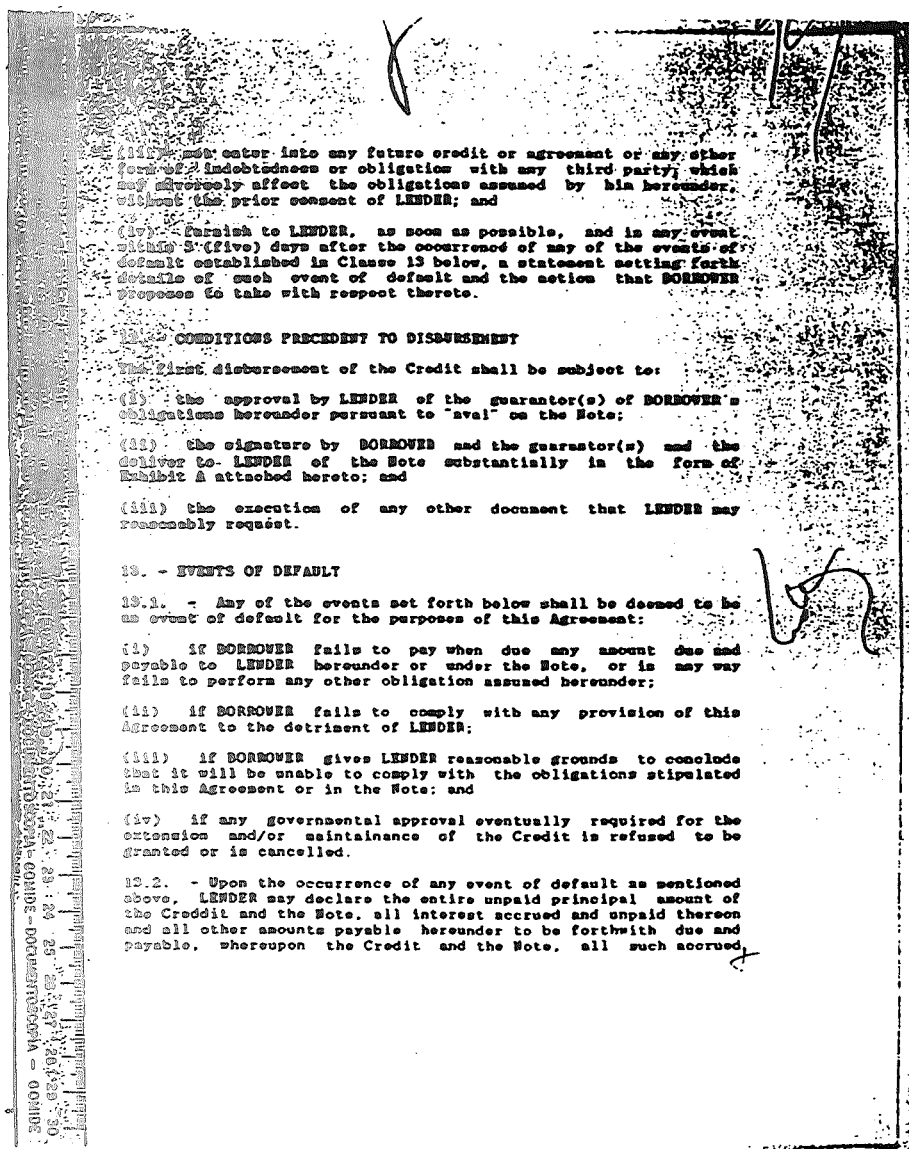 (iii) not enter into any future credit or agreement or any other
form of indebtedness or obligation with any third party, which
may adversely affect the obligations assumed by him hereunder,
without the prior consent of LENDER; and
(iv) furnish to LENDER, as soon as possible, and in any event
within 5 (five) days after the occurrence of any of the events of
default established in Clause 13 below, a statement setting forth
details of such event of default and the action that BORROWER
proposes to take with respect thereto.
12. - CONDITIONS PRECEDENT TO DISBURSEMENT
The first disbursement of the Credit shall be subject to:
(i) the approval by LENDER of the guarantor(s) of BORROWER's
obligations hereunder pursuant to "aval" on the Note;
(ii) the signature by BORROWER and the guarantor(s) and the
deliver to LENDER of the Note substantially in the form of
Exhibit A attached hereto; and
(iii) the execution of any other document that LENDER may
reasonably request.
13. - EVENTS OF DEFAULT
13.1. - Any of the events set forth below shall be deemed to be
an event of default for the purposes of this Agreement:
(i) if BORROWER fails to pay when due any amount due and
payable to LENDER hereunder or under the Note, or in any way
fails to perform any other obligation assumed hereunder;
(ii) if BORROWER fails to comply with any provision of this
Agreement to the detriment of LENDER;
(iii) if BORROWER gives LENDER reasonable grounds to conclude
that it will be unable to comply with the obligations stipulated
in this Agreement or in the Note; and
(iv) if any governmental approval eventually required for the
extension and/or maintainance of the Credit is refused to be
granted or is cancelled.
13.2. - Upon the occurrence of any event of default as mentioned
above, LENDER may declare the entire unpaid principal amount of
the Creddit and the Note, all interest accrued and unpaid thereon
and all other amounts payable hereunder to be forthwith due and
payable, whereupon the Credit and the Note, all such accrued
21 22 23 24 25 26 27 28 29 30
COMIDE - DOCUMENTOSCOPIA - COMIDE